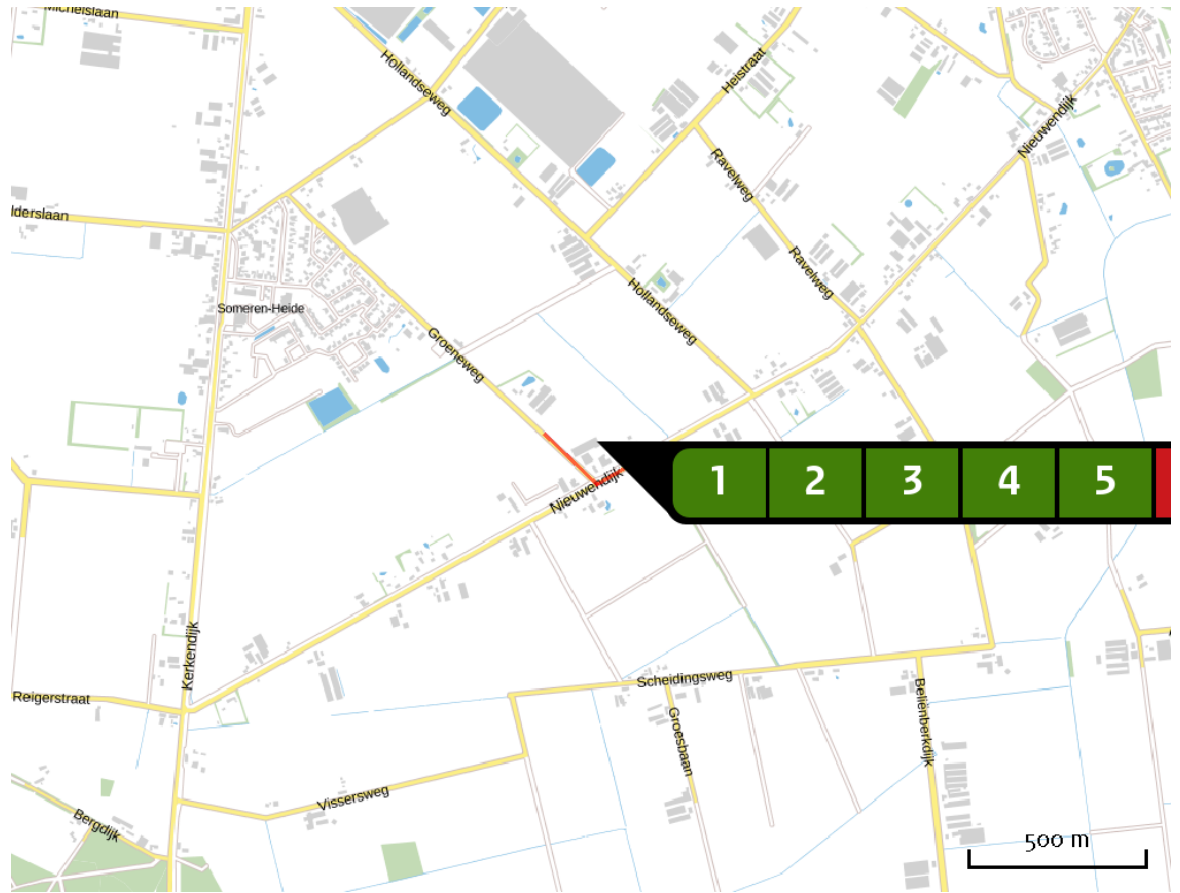 Michelslaan
Hollandseweg
Heistraat
Nieuwendijk
Ravelweg
lderslaan
Ravelweg
Hollandseweg
Someren-Heide
Groeneweg
1 2 3 4 5
Nieuwendijk
Kerkendijk
Scheidingsweg
Reigerstraat
Groesbaan
Beliënberkdijk
Vissersweg
Bergdijk
500 m